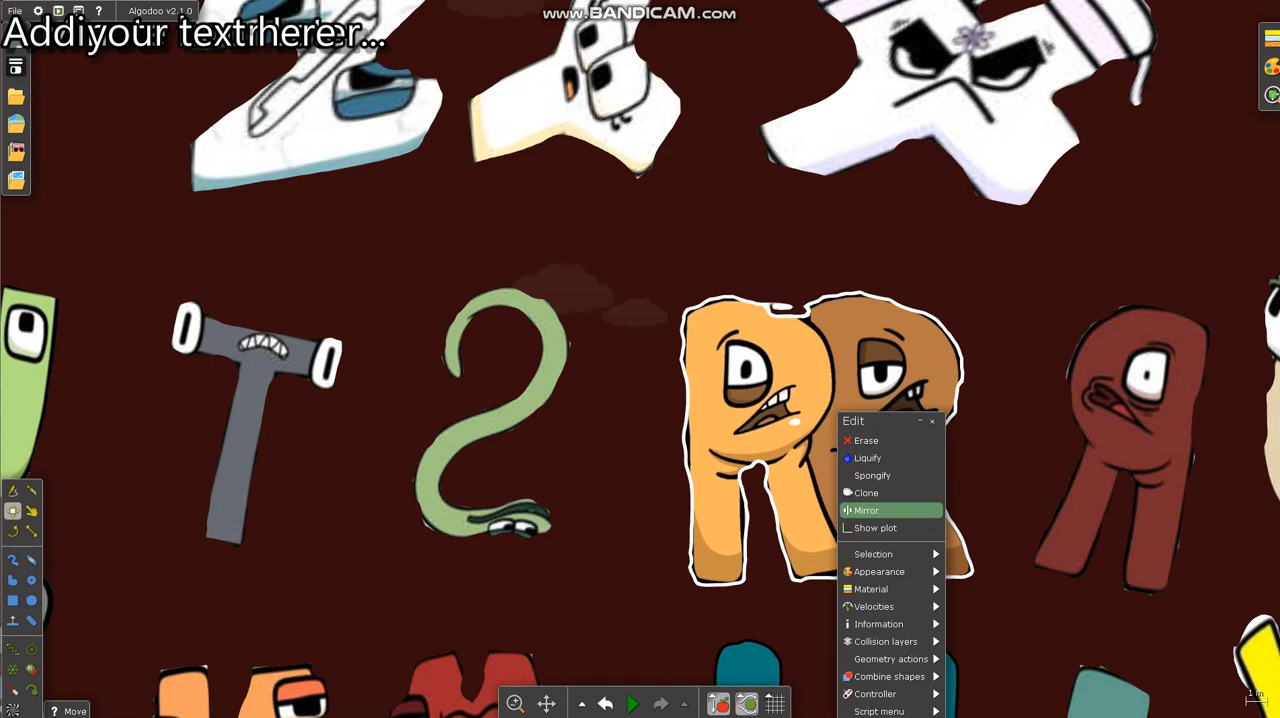 File
? Algodoo v2.1.0
www.BANDICAM.com
Addiyour textrherer...
T S R R R
Edit
Erase
Liquify
Spongify
Clone
Mirror
Show plot
Selection
Appearance
Material
Velocities
Information
Collision layers
Geometry actions
Combine shapes
Controller
Script menu
? Move
1 m